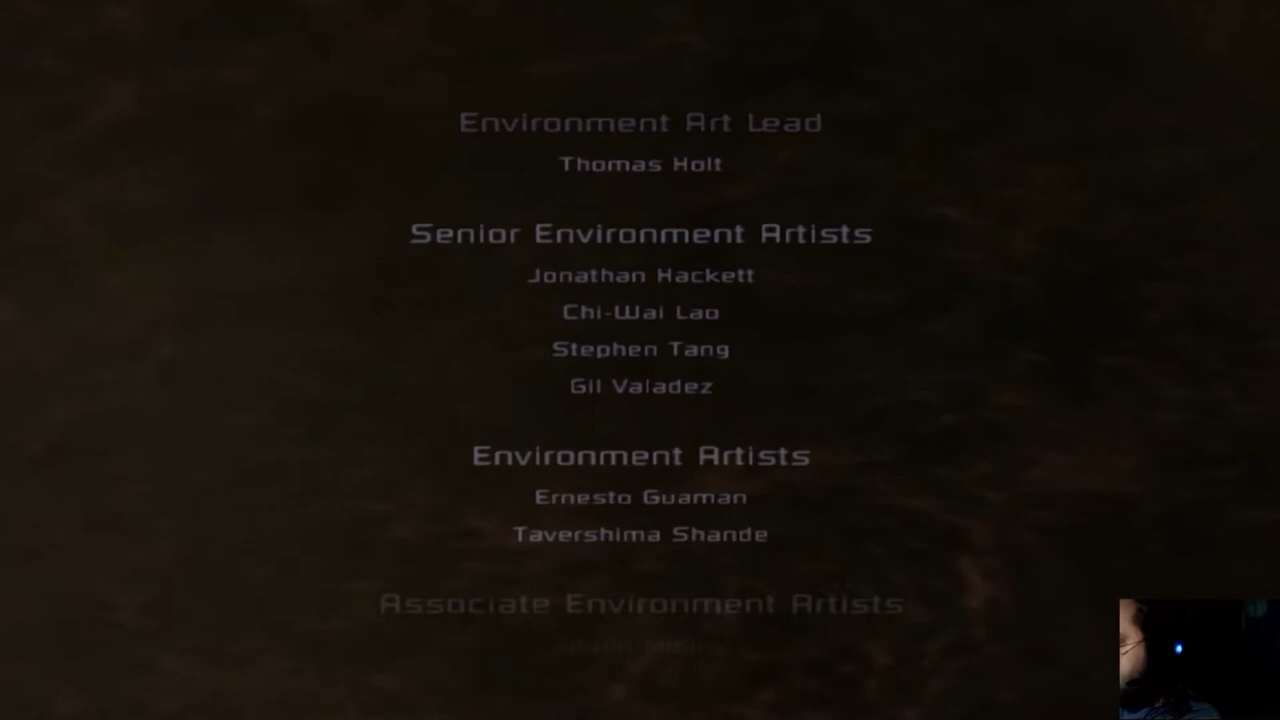 Environment Art Lead
Thomas Holt
Senior Environment Artists
Jonathan Hackett
Chi-Wai Lao
Stephen Tang
Gil Valadez
Environment Artists
Ernesto Guaman
Tavershima Shande
Associate Environment Artists